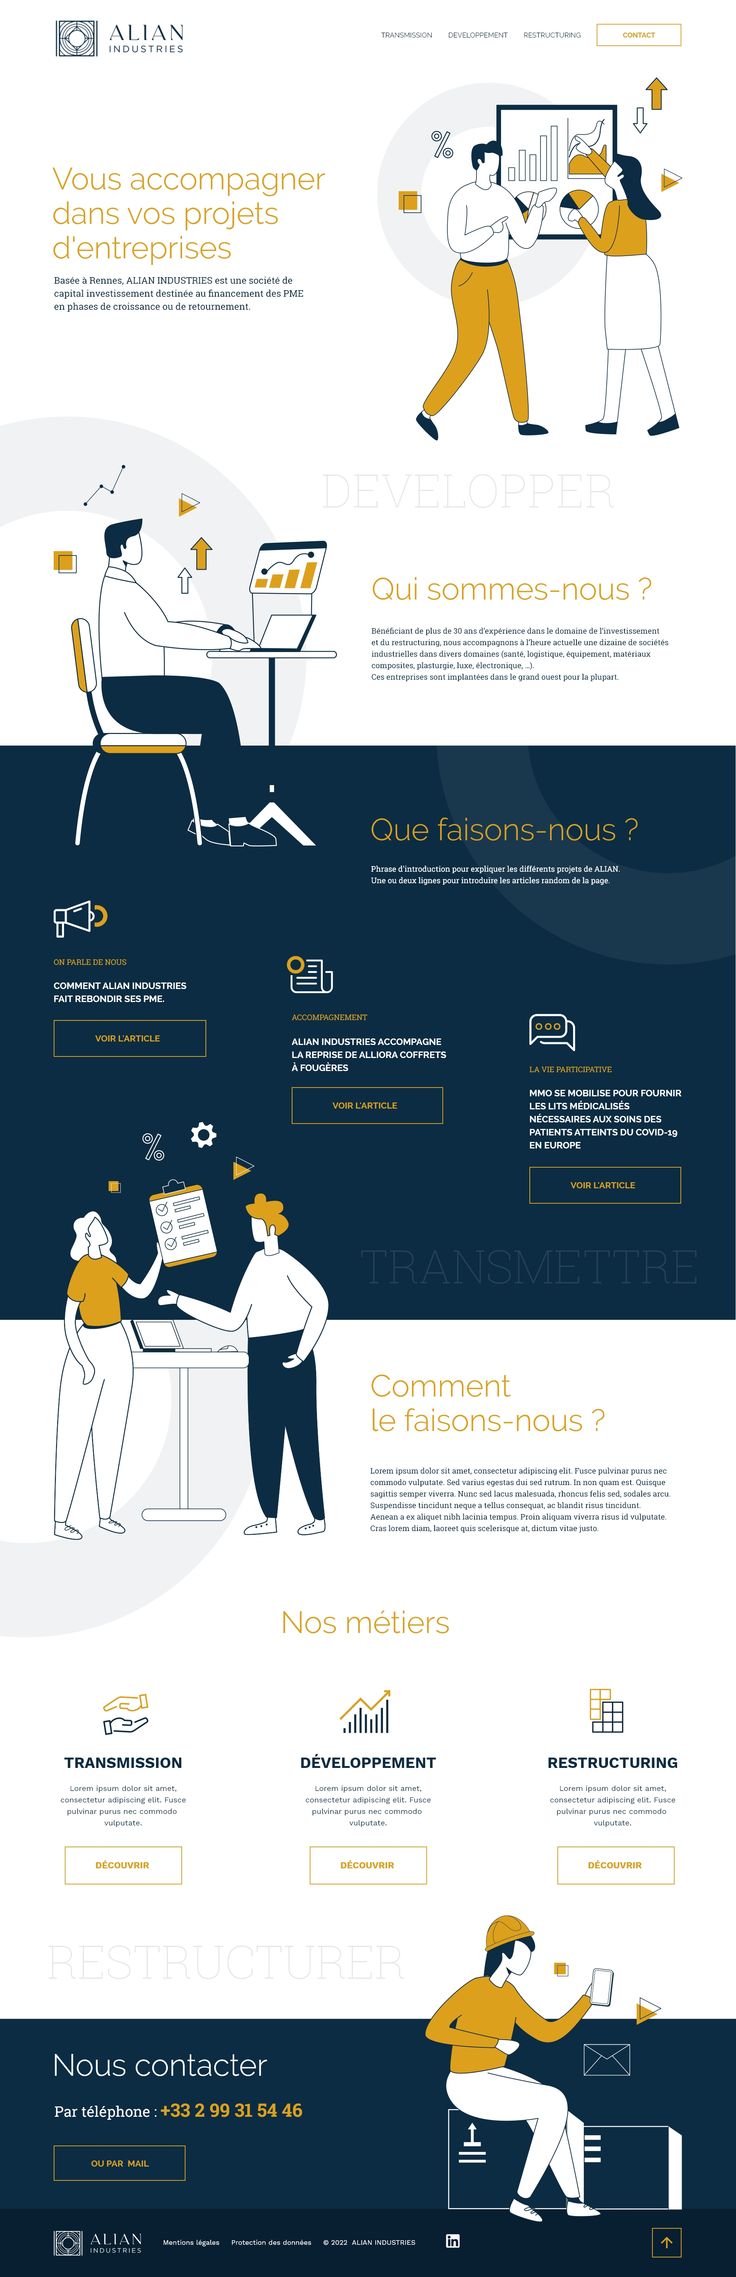 ALIAN
INDUSTRIES
TRANSMISSION
DEVELOPPEMENT
RESTRUCTURING
CONTACT
Vous accompagner
dans vos projets
d'entreprises
Basée à Rennes, ALIAN INDUSTRIES est une société de
capital investissement destinée au financement des PME
en phases de croissance ou de retournement.
DEVELOPPER
Qui sommes-nous ?
Bénéficiant de plus de 30 ans d'expérience dans le domaine de l'investissement
et du restructuring, nous accompagnons à l'heure actuelle une dizaine de sociétés
industrielles dans divers domaines (santé, logistique, équipement, matériaux
composites, plasturgie, luxe, électronique, ...).
Ces entreprises sont implantées dans le grand ouest pour la plupart.
Que faisons-nous ?
Phrase d'introduction pour expliquer les différents projets de ALIAN.
Une ou deux lignes pour introduire les articles random de la page.
ON PARLE DE NOUS
COMMENT ALIAN INDUSTRIES
FAIT REBONDIR SES PME.
VOIR L'ARTICLE
ACCOMPAGNEMENT
ALIAN INDUSTRIES ACCOMPAGNE
LA REPRISE DE ALLIORA COFFRETS
À FOUGÈRES
VOIR L'ARTICLE
LA VIE PARTICIPATIVE
MMO SE MOBILISE POUR FOURNIR
LES LITS MÉDICALISÉS
NÉCESSAIRES AUX SOINS DES
PATIENTS ATTEINTS DU COVID-19
EN EUROPE
VOIR L'ARTICLE
%
%
TRANSMETTRE
Comment
le faisons-nous ?
Lorem ipsum dolor sit amet, consectetur adipiscing elit. Fusce pulvinar purus nec
commodo vulputate. Sed varius egestas dui sed rutrum. In non quam est. Quisque
sagittis semper viverra. Nunc sed lacus malesuada, rhoncus felis sed, sodales arcu.
Suspendisse tincidunt neque a tellus consequat, ac blandit risus tincidunt.
Aenean a ex aliquet nibh lacinia tempus. Proin aliquam viverra risus id vulputate.
Cras lorem diam, laoreet quis scelerisque at, dictum vitae justo.
Nos métiers
TRANSMISSION
Lorem ipsum dolor sit amet,
consectetur adipiscing elit. Fusce
pulvinar purus nec commodo
vulputate.
DÉCOUVRIR
DÉVELOPPEMENT
Lorem ipsum dolor sit amet,
consectetur adipiscing elit. Fusce
pulvinar purus nec commodo
vulputate.
DÉCOUVRIR
RESTRUCTURING
Lorem ipsum dolor sit amet,
consectetur adipiscing elit. Fusce
pulvinar purus nec commodo
vulputate.
DÉCOUVRIR
RESTRUCTURER
Nous contacter
Par téléphone : +33 2 99 31 54 46
OU PAR MAIL
ALIAN
INDUSTRIES
Mentions légales
Protection des données
© 2022 ALIAN INDUSTRIES
in